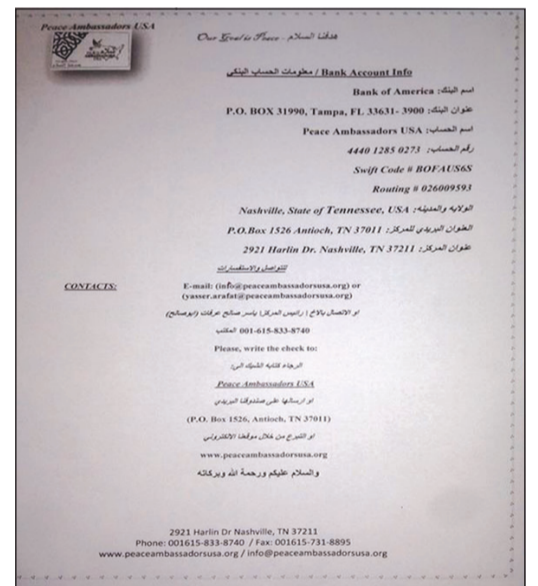 Peace Ambassadors USA
Our Goal is Peace - هدفنا السلام
معلومات الحساب البنكي / Bank Account Info
اسم البنك: Bank of America
عنوان البنك: P.O. BOX 31990, Tampa, FL 33631- 3900
اسم الحساب: Peace Ambassadors USA
رقم الحساب: 4440 1285 0273
Swift Code # BOFAUS6S
Routing # 026009593
الولاية والمدينة: Nashville, State of Tennessee, USA
العنوان البريدي للمركز: P.O.Box 1526 Antioch, TN 37011
عنوان المركز: 2921 Harlin Dr. Nashville, TN 37211
للتواصل والاستفسارات
CONTACTS: E-mail: (info@peaceambassadorsusa.org) or
(yasser.arafat@peaceambassadorsusa.org)
او الاتصال بالاخ ( رئيس المركز) ياسر صالح عرفات (ابوصالح)
001-615-833-8740 المكتب
Please, write the check to:
الرجاء كتابة الشيك الى:
Peace Ambassadors USA
او ارسالها على صندوقنا البريدي
(P.O. Box 1526, Antioch, TN 37011)
او التبرع من خلال موقعنا الالكتروني
www.peaceambassadorsusa.org
والسلام عليكم ورحمة الله وبركاته
2921 Harlin Dr Nashville, TN 37211
Phone: 001615-833-8740 / Fax: 001615-731-8895
www.peaceambassadorsusa.org / info@peaceambassadorsusa.org